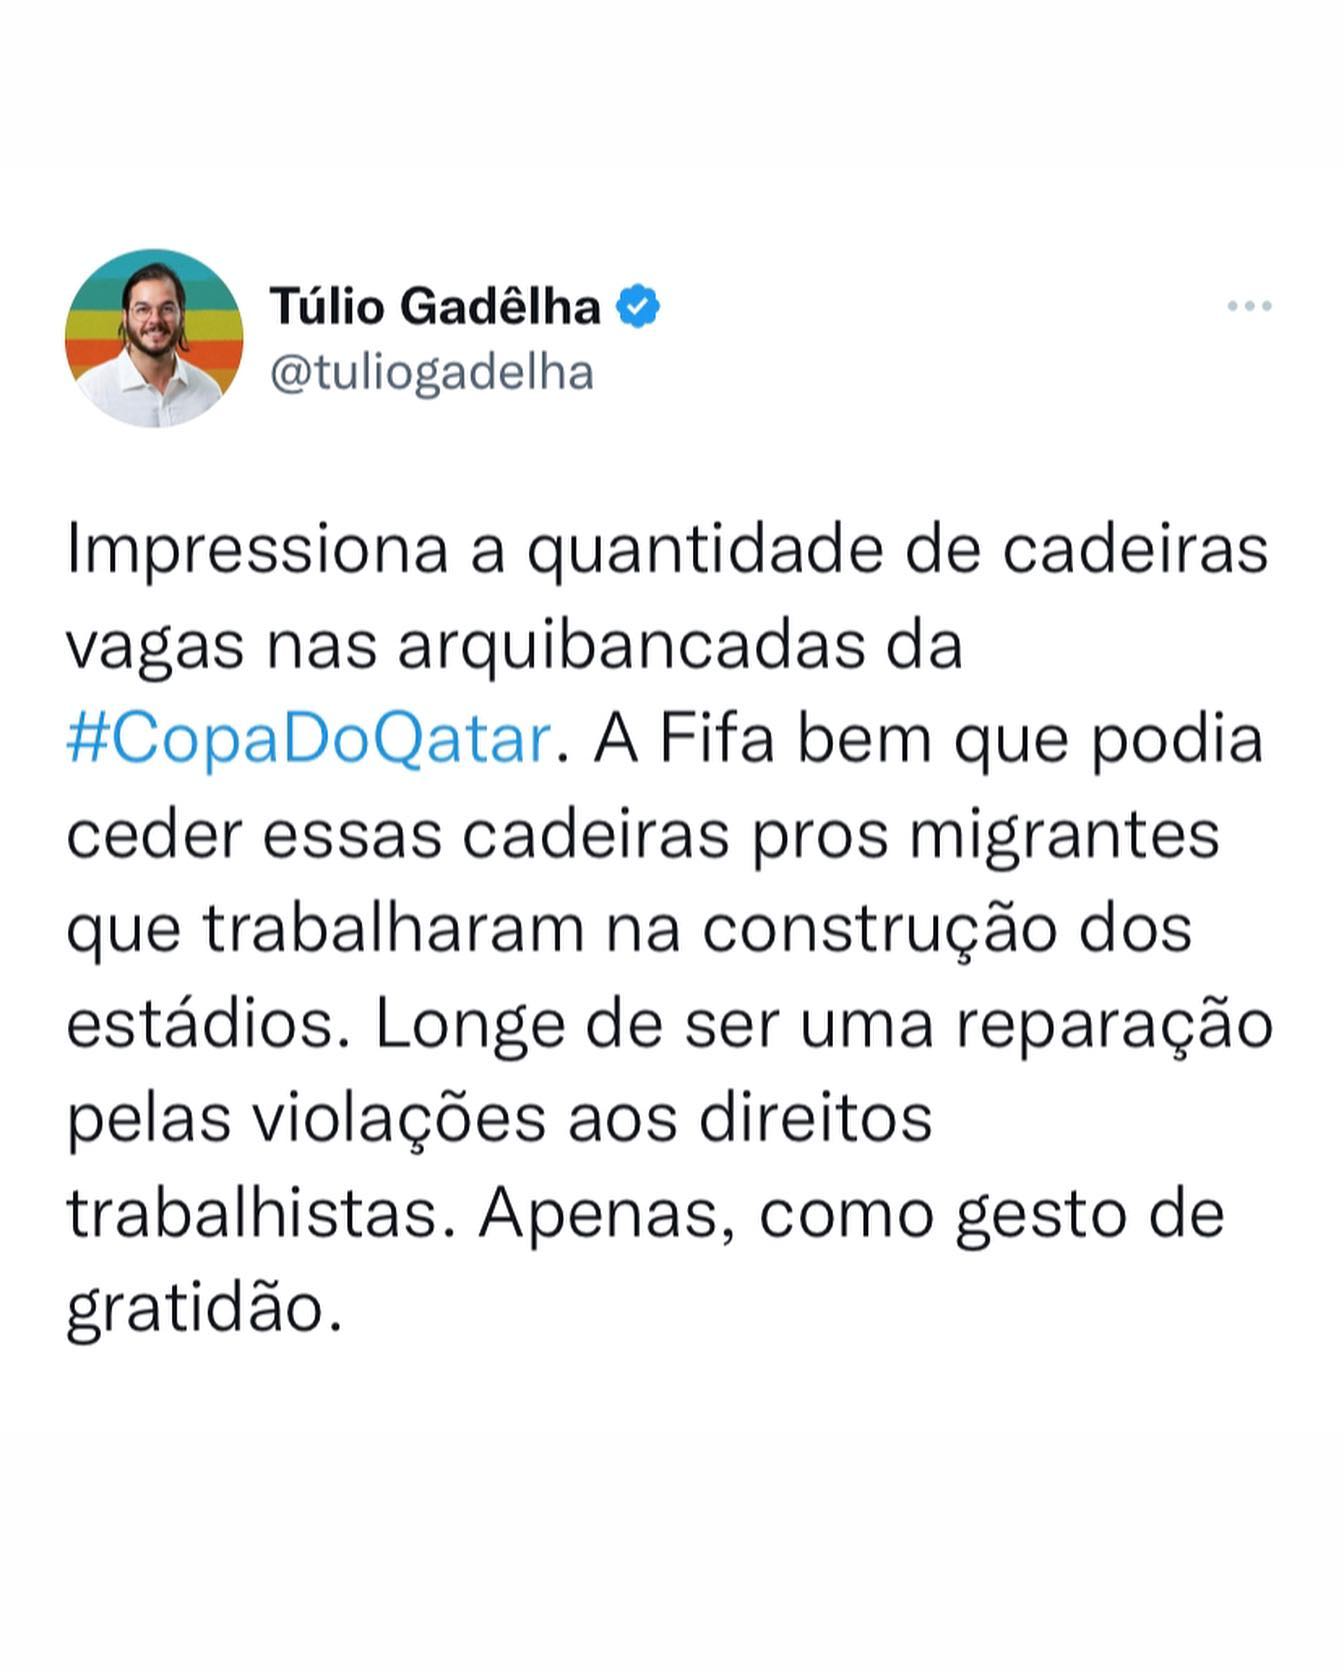 Túlio Gadêlha
@tuliogadelha
Impressiona a quantidade de cadeiras
vagas nas arquibancadas da
#CopaDoQatar. A Fifa bem que podia
ceder essas cadeiras pros migrantes
que trabalharam na construção dos
estádios. Longe de ser uma reparação
pelas violações aos direitos
trabalhistas. Apenas, como gesto de
gratidão.